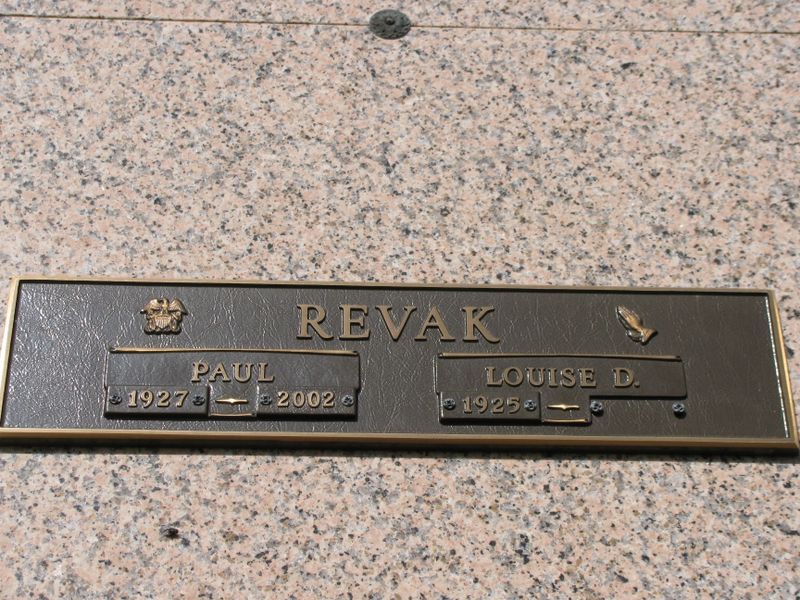 REVAK
PAUL
1927 - 2002
LOUISE D.
1925 -